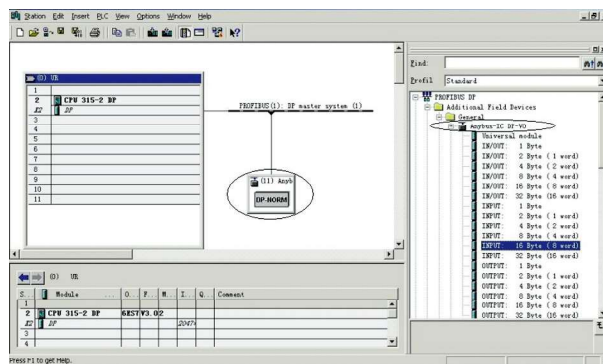 Station Edit Insert PLC View Options Window Help
(0) UR
1
2 CPU 315-2 DP
X2 DP
3
4
5
6
7
8
9
10
11
PROFIBUS(1): DP master system (1)
(11) Anyb
DP-NORM
Find:
Profil Standard
PROFIBUS DP
Additional Field Devices
General
Anybus-IC DP-V0
Universal module
IN/OUT: 1 Byte
IN/OUT: 2 Byte ( 1 word)
IN/OUT: 4 Byte ( 2 word)
IN/OUT: 8 Byte ( 4 word)
IN/OUT: 16 Byte ( 8 word)
IN/OUT: 32 Byte (16 word)
INPUT: 1 Byte
INPUT: 2 Byte ( 1 word)
INPUT: 4 Byte ( 2 word)
INPUT: 8 Byte ( 4 word)
INPUT: 16 Byte ( 8 word)
INPUT: 32 Byte (16 word)
OUTPUT: 1 Byte
OUTPUT: 2 Byte ( 1 word)
OUTPUT: 4 Byte ( 2 word)
OUTPUT: 8 Byte ( 4 word)
OUTPUT: 16 Byte ( 8 word)
OUTPUT: 32 Byte (16 word)
(0) UR
S... Module ... O... F... M... I... Q... Comment
1
2 CPU 315-2 DP 6ES7 V3.0 2
X2 DP 2047
3
4
Press F1 to get Help.